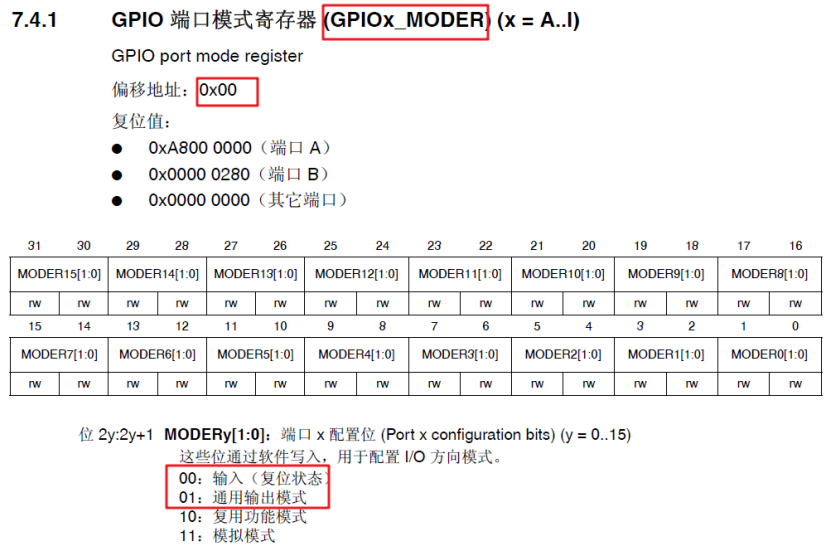 7.4.1 GPIO 端口模式寄存器 (GPIOx_MODER) (x = A..I)
GPIO port mode register
偏移地址：0x00
复位值：
● 0xA800 0000（端口 A）
● 0x0000 0280（端口 B）
● 0x0000 0000（其它端口）
31 30 29 28 27 26 25 24 23 22 21 20 19 18 17 16
MODER15[1:0] MODER14[1:0] MODER13[1:0] MODER12[1:0] MODER11[1:0] MODER10[1:0] MODER9[1:0] MODER8[1:0]
rw rw rw rw rw rw rw rw rw rw rw rw rw rw rw rw
15 14 13 12 11 10 9 8 7 6 5 4 3 2 1 0
MODER7[1:0] MODER6[1:0] MODER5[1:0] MODER4[1:0] MODER3[1:0] MODER2[1:0] MODER1[1:0] MODER0[1:0]
rw rw rw rw rw rw rw rw rw rw rw rw rw rw rw rw
位 2y:2y+1 MODERy[1:0]：端口 x 配置位 (Port x configuration bits) (y = 0..15)
这些位通过软件写入，用于配置 I/O 方向模式。
00：输入（复位状态）
01：通用输出模式
10：复用功能模式
11：模拟模式